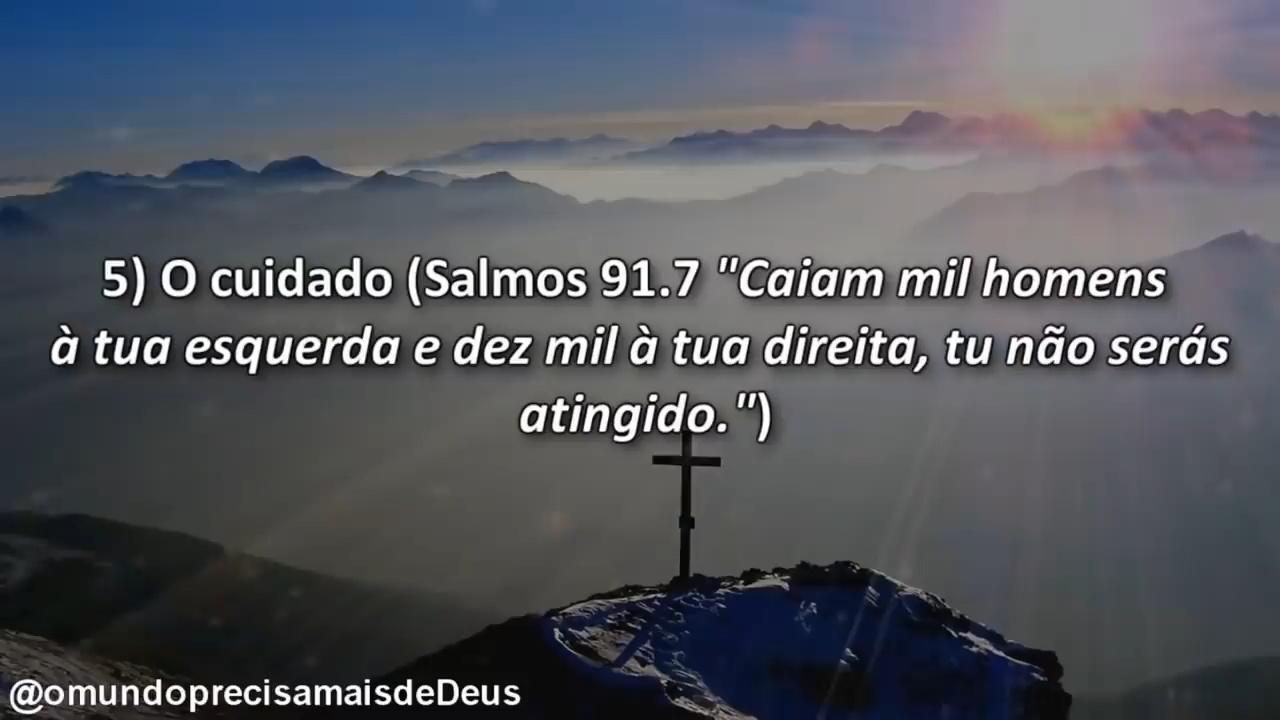 5) O cuidado (Salmos 91.7 "Caiam mil homens
à tua esquerda e dez mil à tua direita, tu não serás
atingido.")
@omundoprecisamaisdeDeus